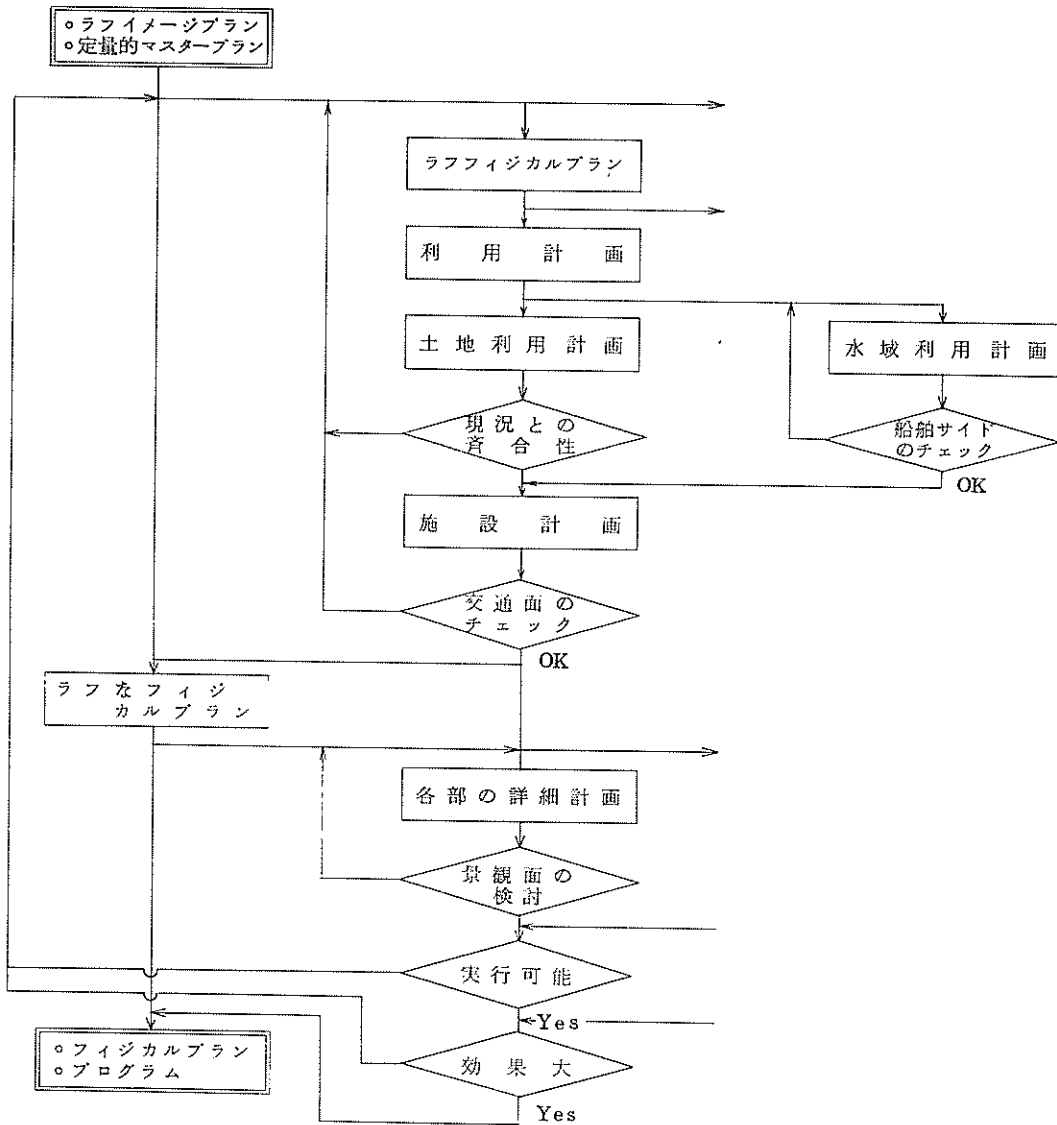 ○ラフイメージプラン
○定量的マスタープラン
ラフフィジカルプラン
利用計画
土地利用計画
水域利用計画
現況との
斉合性
船舶サイド
のチェック
OK
施設計画
交通面の
チェック
OK
ラフなフィジ
カルプラン
各部の詳細計画
景観面の
検討
実行可能
Yes
○フィジカルプラン
○プログラム
効果大
Yes